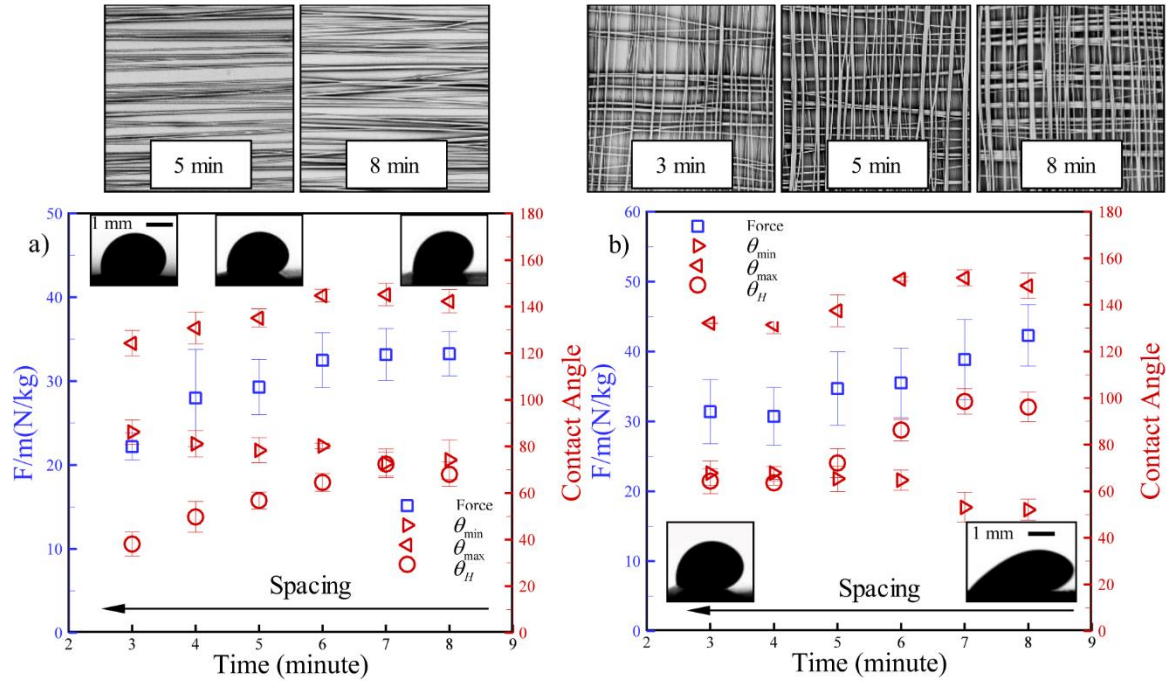 5 min
8 min
3 min
5 min
8 min
a)
1 mm
50
40
30
20
10
0
F/m(N/kg)
180
160
140
120
100
80
60
40
20
0
Contact Angle
Force
θmin
θmax
θH
Spacing
2
3
4
5
6
7
8
9
Time (minute)
b)
Force
θmin
θmax
θH
60
50
40
30
20
10
0
F/m(N/kg)
180
160
140
120
100
80
60
40
20
0
Contact Angle
1 mm
Spacing
2
3
4
5
6
7
8
9
Time (minute)